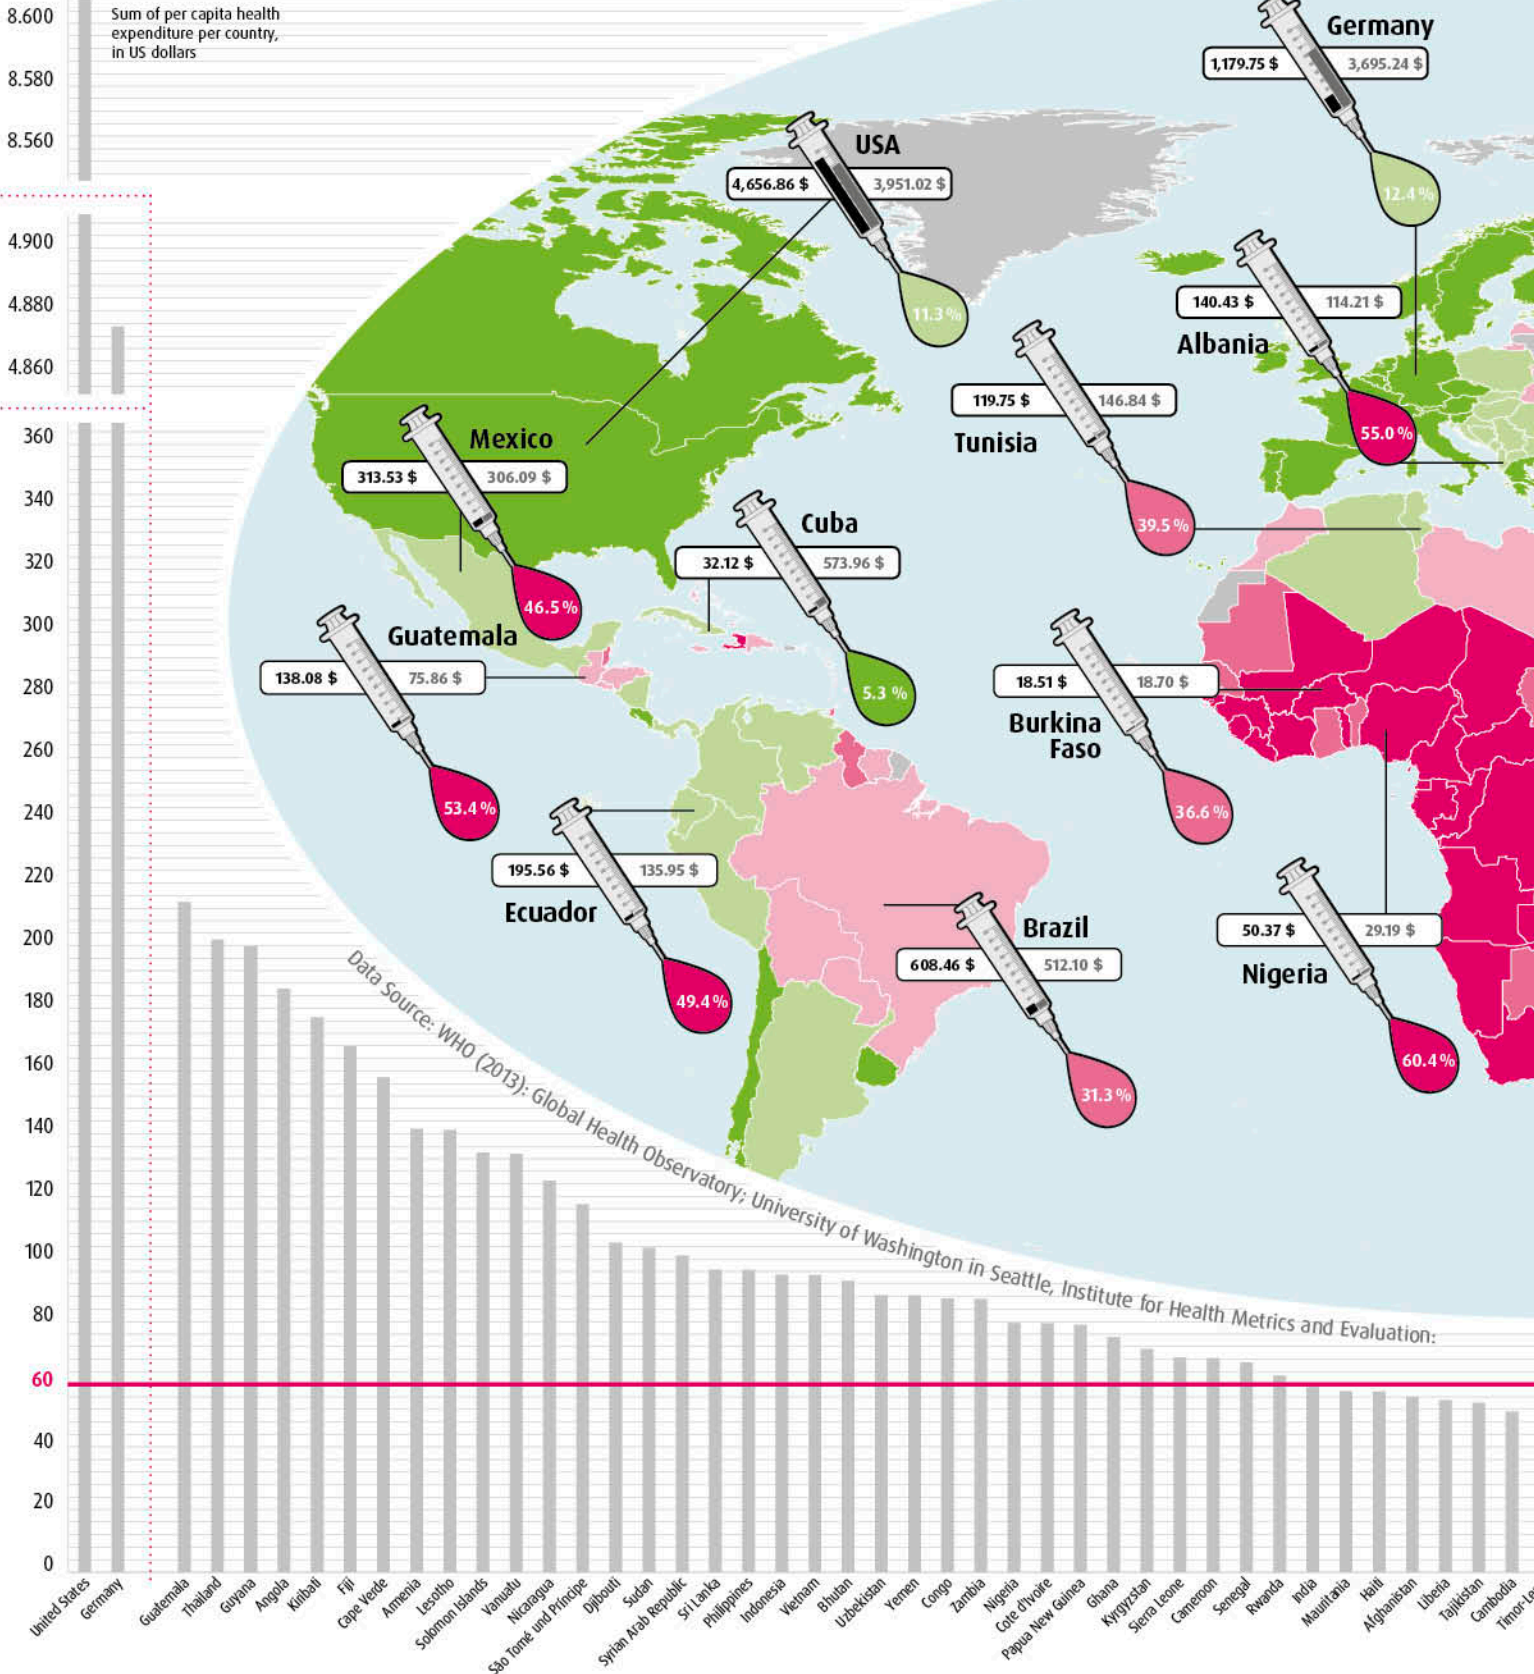 8.600
8.580
8.560
Sum of per capita health
expenditure per country,
in US dollars
4.900
4.880
4.860
360
340
320
300
280
260
240
220
200
180
160
140
120
100
80
60
40
20
0
Germany
1,179.75 $ 3,695.24 $
12.4 %
USA
4,656.86 $ 3,951.02 $
11.3 %
140.43 $ 114.21 $
Albania
55.0 %
119.75 $ 146.84 $
Tunisia
39.5 %
Mexico
313.53 $ 306.09 $
46.5 %
Cuba
32.12 $ 573.96 $
5.3 %
Guatemala
138.08 $ 75.86 $
53.4 %
18.51 $ 18.70 $
Burkina
Faso
36.6 %
195.56 $ 135.95 $
Ecuador
49.4 %
Brazil
608.46 $ 512.10 $
31.3 %
50.37 $ 29.19 $
Nigeria
60.4 %
Data Source: WHO (2013): Global Health Observatory; University of Washington in Seattle, Institute for Health Metrics and Evaluation:
United States
Germany
Guatemala
Thailand
Guyana
Angola
Kiribati
Fiji
Cape Verde
Armenia
Lesotho
Solomon Islands
Vanuatu
Nicaragua
São Tomé und Príncipe
Djibouti
Sudan
Syrian Arab Republic
Sri Lanka
Philippines
Indonesia
Vietnam
Bhutan
Uzbekistan
Yemen
Congo
Zambia
Nigeria
Cote d'Ivoire
Papua New Guinea
Ghana
Kyrgyzstan
Sierra Leone
Cameroon
Senegal
Rwanda
India
Mauritania
Haiti
Afghanistan
Liberia
Tajikistan
Cambodia